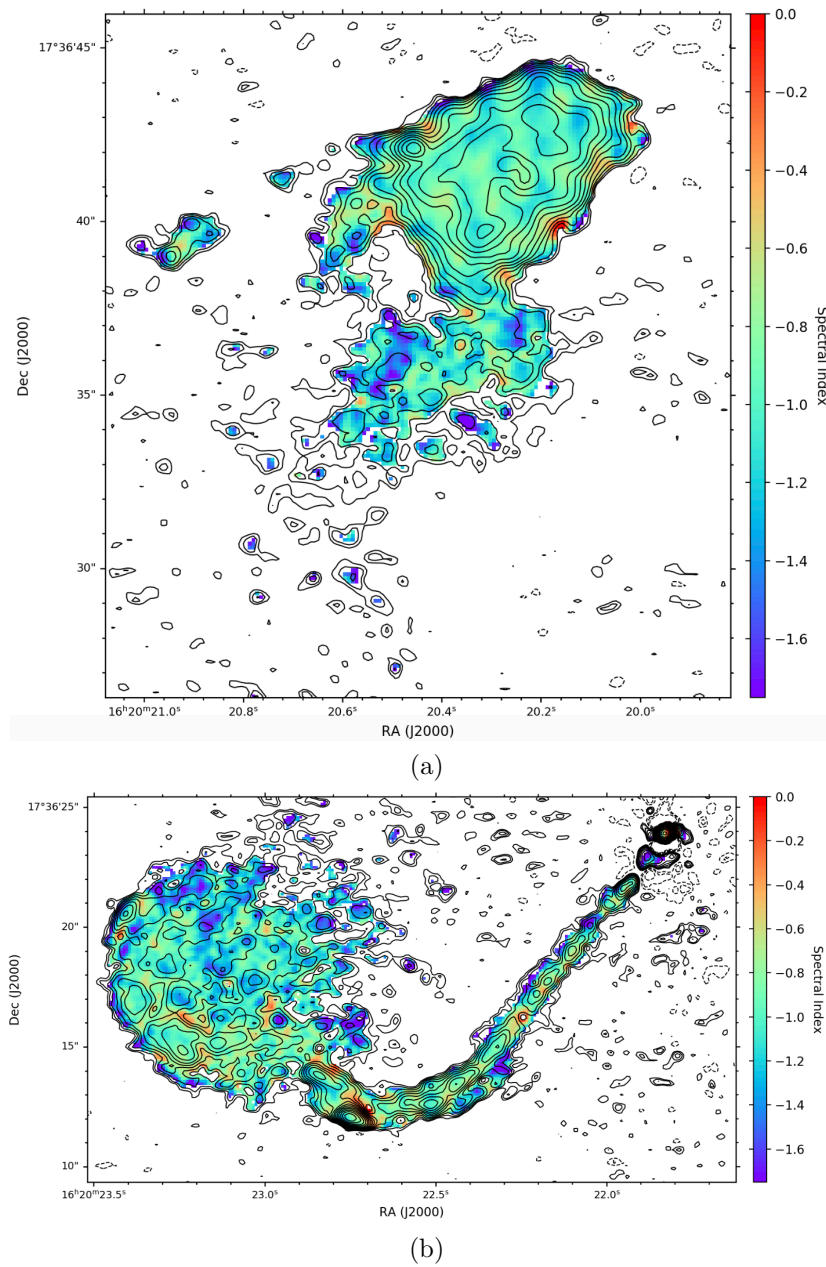 17°36'45"
40"
35"
30"
Dec (J2000)
16ʰ20ᵐ21.0ˢ 20.8ˢ 20.6ˢ 20.4ˢ 20.2ˢ 20.0ˢ
RA (J2000)
0.0
−0.2
−0.4
−0.6
−0.8
−1.0
−1.2
−1.4
−1.6
Spectral Index
(a)
17°36'25"
20"
15"
10"
Dec (J2000)
16ʰ20ᵐ23.5ˢ 23.0ˢ 22.5ˢ 22.0ˢ
RA (J2000)
0.0
−0.2
−0.4
−0.6
−0.8
−1.0
−1.2
−1.4
−1.6
Spectral Index
(b)